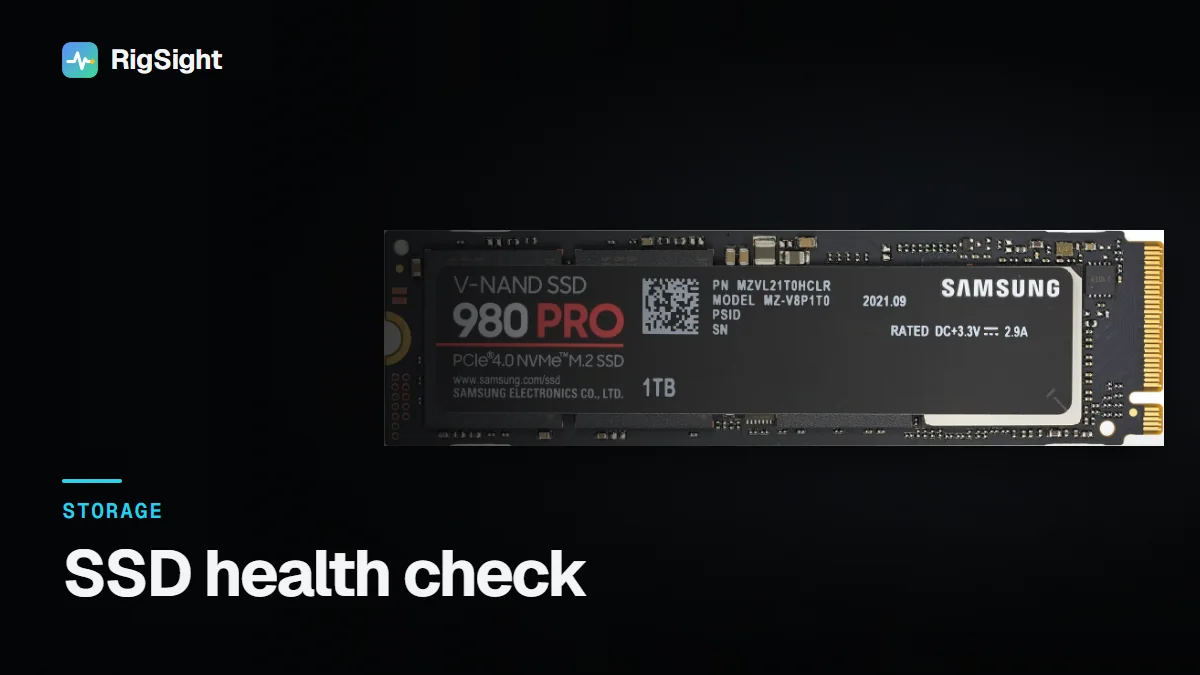 RigSight
V-NAND SSD
980 PRO
PCIe®4.0 NVMe™M.2 SSD
www.samsung.com/ssd
SAMSUNG ELECTRONICS CO., LTD.
PN MZVL21T0HCLR
MODEL MZ-V8P1T0
PSID
SN
1TB
2021.09
SAMSUNG
RATED DC+3.3V⎓ 2.9A
STORAGE
SSD health check